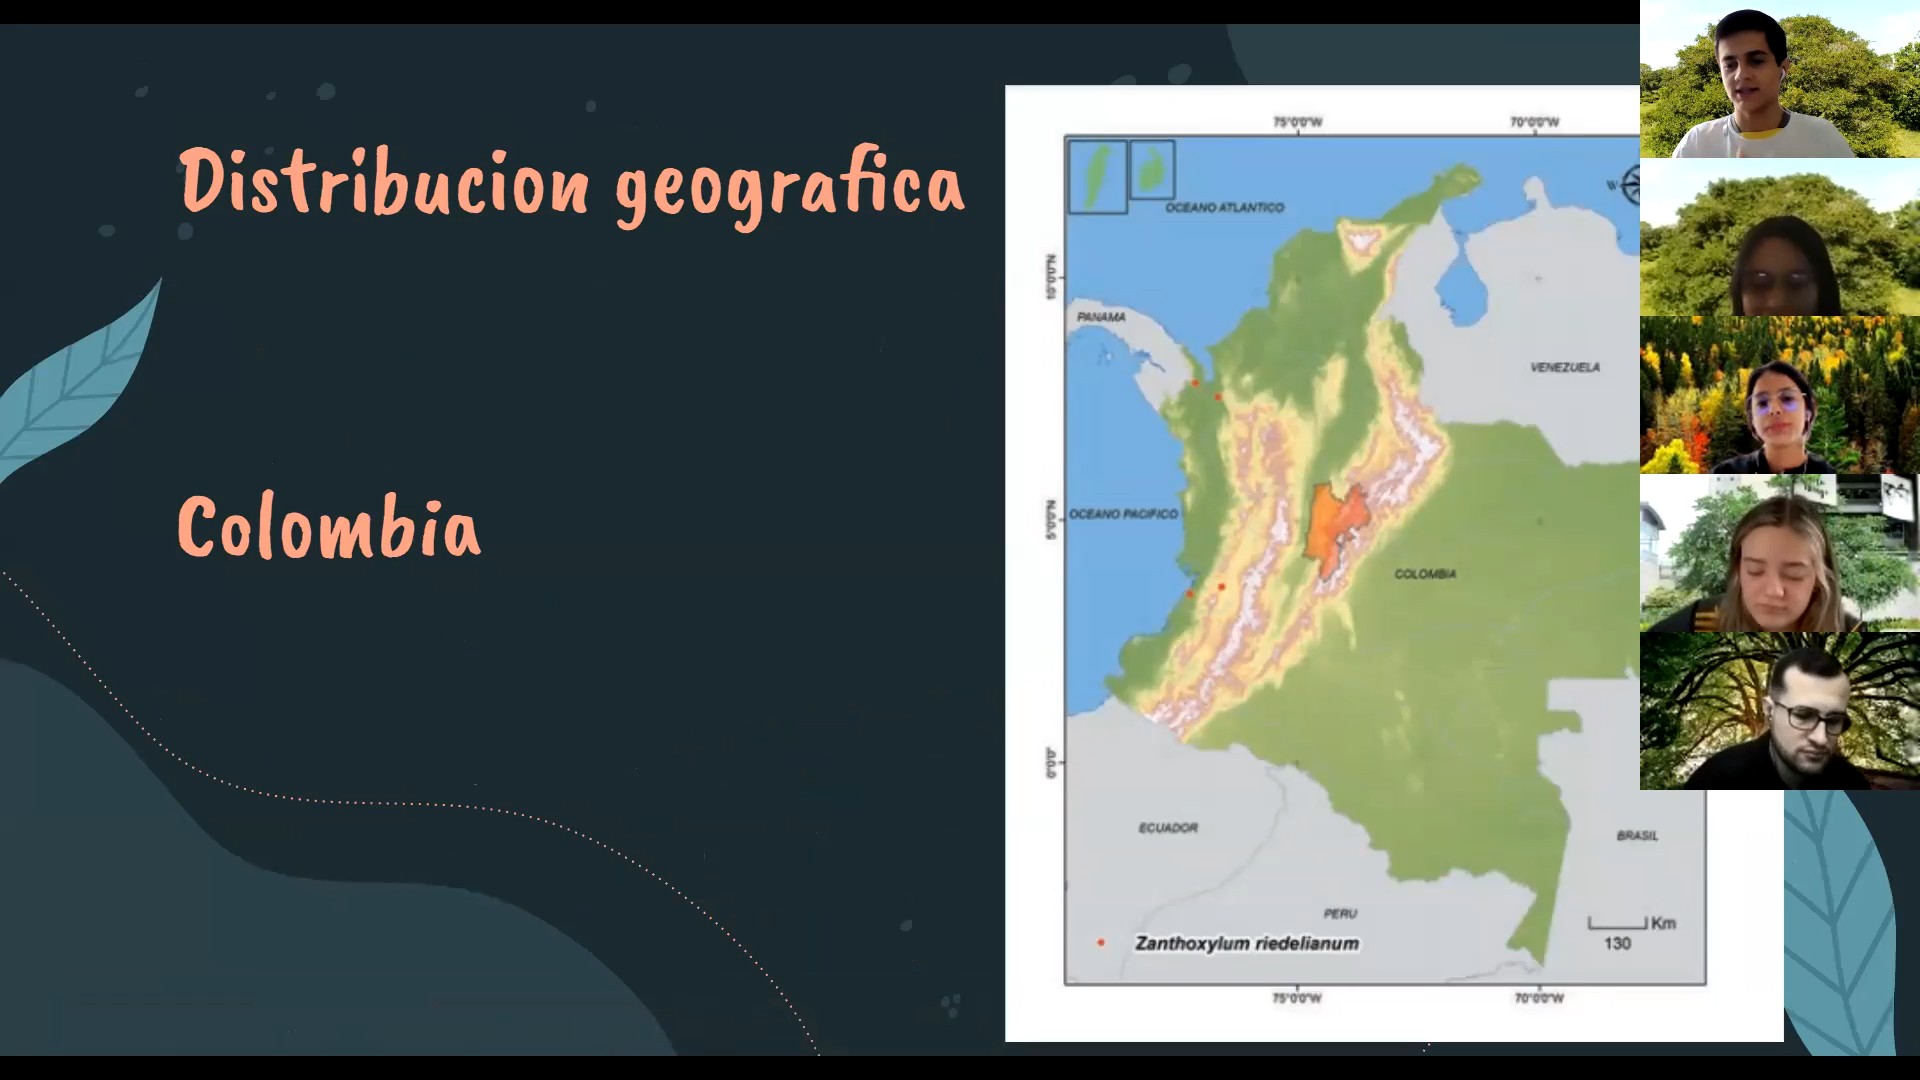 Distribucion geografica
Colombia
75°0'0"W 70°0'0"W
W
OCEANO ATLANTICO
10°0'0"N
PANAMA
VENEZUELA
OCEANO PACIFICO
5°0'0"N
COLOMBIA
0°0'0"
ECUADOR
BRASIL
PERU
Km
130
Zanthoxylum riedelianum
75°0'0"W 70°0'0"W